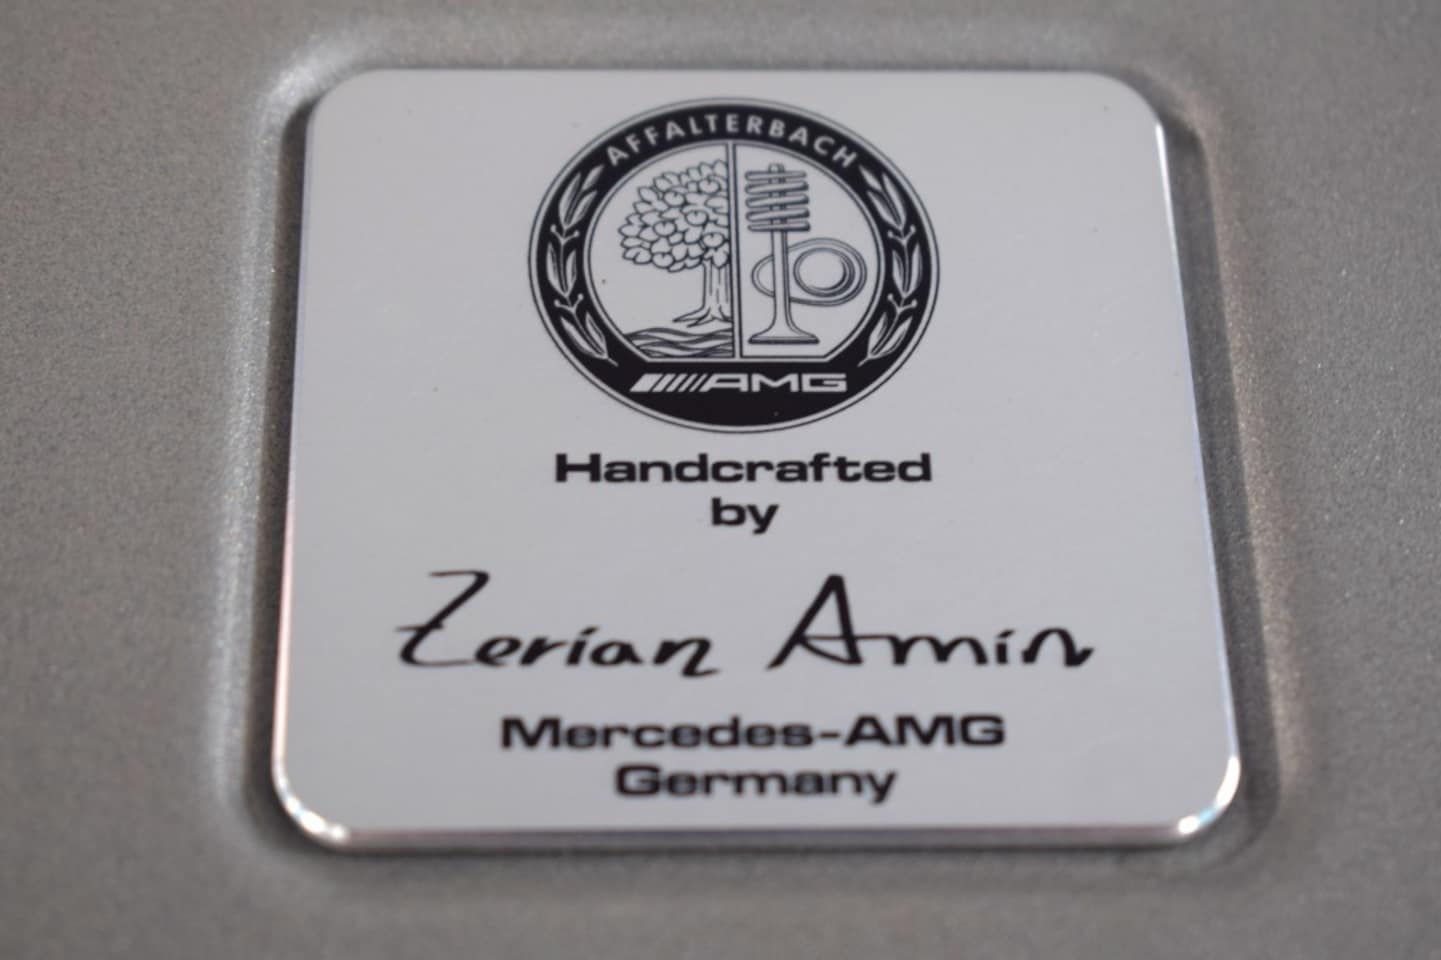 AFFALTERBACH
AMG
Handcrafted
by
Zerian Amin
Mercedes-AMG
Germany